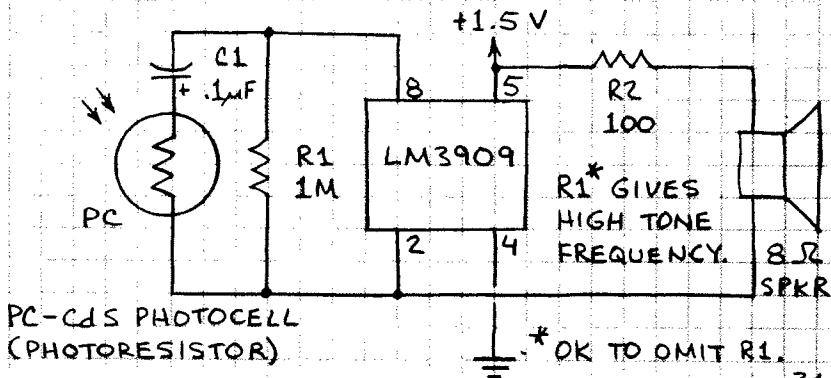 +1.5 V
C1
+ .1µF
8
5
R2
100
LM3909
R1
1M
R1* GIVES
HIGH TONE
FREQUENCY.
PC
2
4
8 Ω
SPKR
PC-CdS PHOTOCELL
(PHOTORESISTOR)
* OK TO OMIT R1.